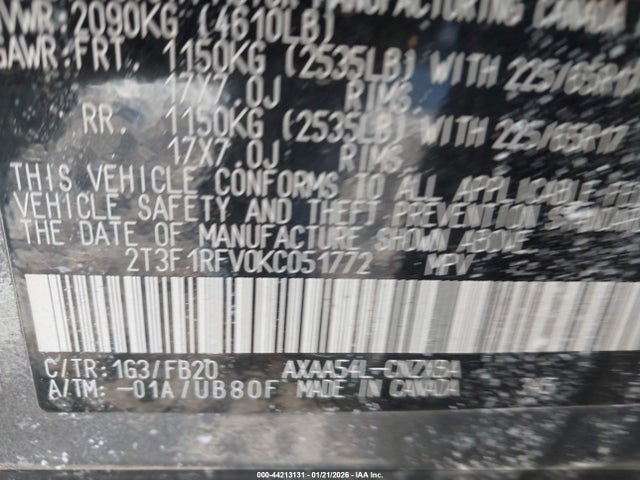 MANUFACTURING CANADA
GVWR: 2090KG (4610LB)
GAWR: FRT. 1150KG (2535LB) WITH 225/65R17
17X7.0J RIMS
RR. 1150KG (2535LB) WITH 225/65R17
17X7.0J RIMS
THIS VEHICLE CONFORMS TO ALL APPLICABLE
VEHICLE SAFETY AND THEFT PREVENTION
THE DATE OF MANUFACTURE SHOWN ABOVE.
2T3F1RFV0KC051772 MPV
C/TR: 1G3/FB20
A/TM: -01A/UB80F MADE IN CANADA
000-44213131 - 01/21/2026 - IAA Inc.